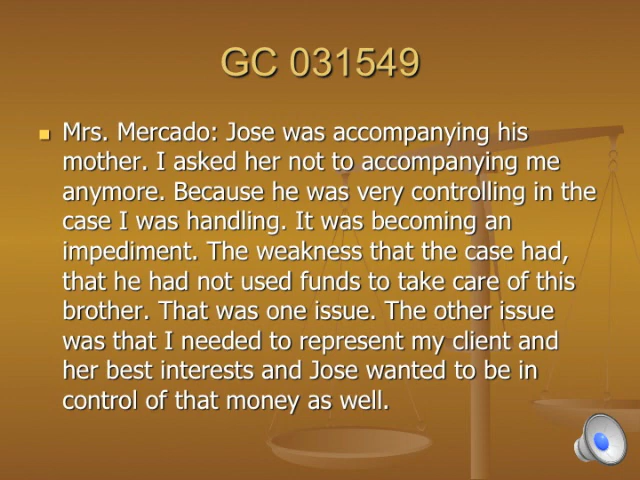 GC 031549
Mrs. Mercado: Jose was accompanying his
mother. I asked her not to accompanying me
anymore. Because he was very controlling in the
case I was handling. It was becoming an
impediment. The weakness that the case had,
that he had not used funds to take care of this
brother. That was one issue. The other issue
was that I needed to represent my client and
her best interests and Jose wanted to be in
control of that money as well.